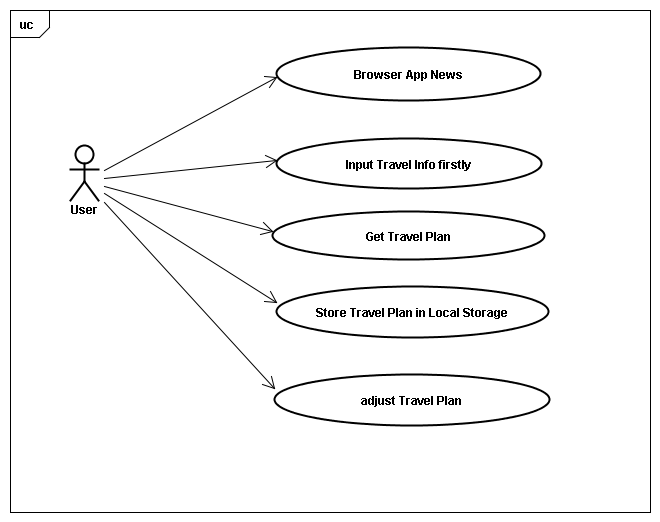 uc
Browser App News
Input Travel Info firstly
User
Get Travel Plan
Store Travel Plan in Local Storage
adjust Travel Plan